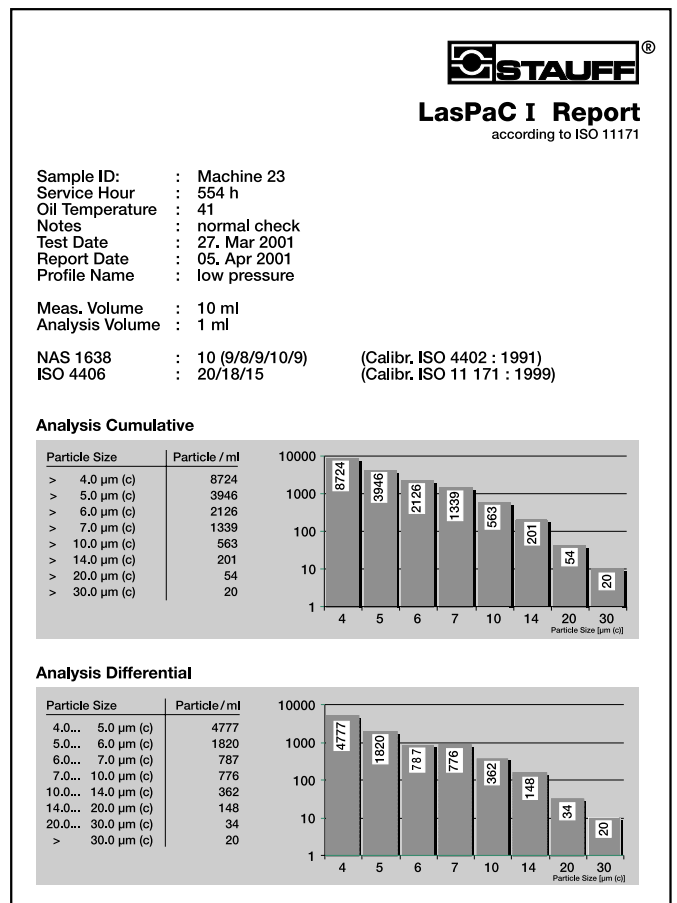 STAUFF ®
LasPaC I Report
according to ISO 11171
Sample ID: : Machine 23
Service Hour : 554 h
Oil Temperature : 41
Notes : normal check
Test Date : 27. Mar 2001
Report Date : 05. Apr 2001
Profile Name : low pressure
Meas. Volume : 10 ml
Analysis Volume : 1 ml
NAS 1638 : 10 (9/8/9/10/9) (Calibr. ISO 4402 : 1991)
ISO 4406 : 20/18/15 (Calibr. ISO 11 171 : 1999)
Analysis Cumulative
Particle Size Particle / ml
> 4.0 µm (c) 8724
> 5.0 µm (c) 3946
> 6.0 µm (c) 2126
> 7.0 µm (c) 1339
> 10.0 µm (c) 563
> 14.0 µm (c) 201
> 20.0 µm (c) 54
> 30.0 µm (c) 20
10000
1000
100
10
1
8724 3946 2126 1339 563 201 54 20
4 5 6 7 10 14 20 30
Particle Size [µm (c)]
Analysis Differential
Particle Size Particle / ml
4.0... 5.0 µm (c) 4777
5.0... 6.0 µm (c) 1820
6.0... 7.0 µm (c) 787
7.0... 10.0 µm (c) 776
10.0... 14.0 µm (c) 362
14.0... 20.0 µm (c) 148
20.0... 30.0 µm (c) 34
> 30.0 µm (c) 20
10000
1000
100
10
1
4777 1820 787 776 362 148 34 20
4 5 6 7 10 14 20 30
Particle Size [µm (c)]